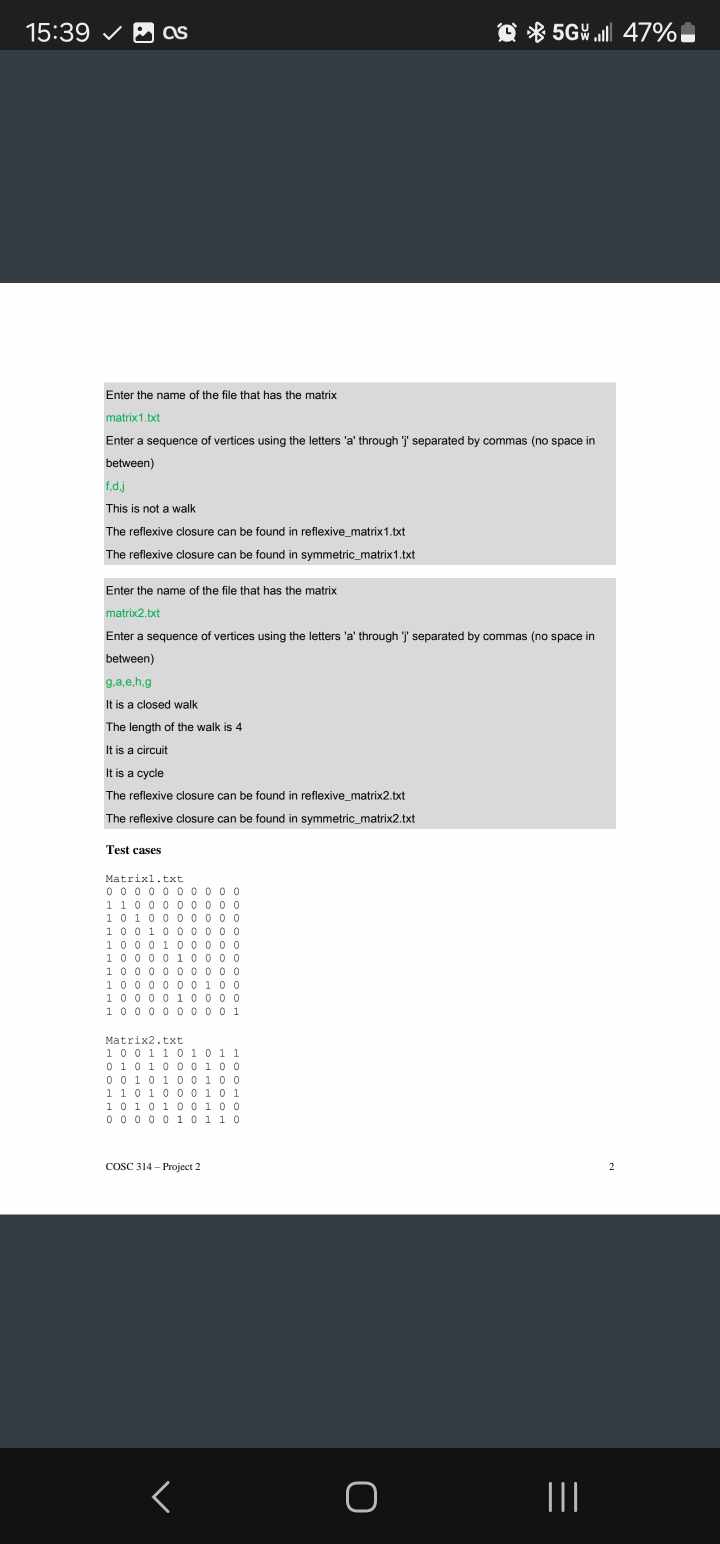 15:39 5G UW 47%
Enter the name of the file that has the matrix
matrix1.txt
Enter a sequence of vertices using the letters 'a' through 'j' separated by commas (no space in
between)
f,d,j
This is not a walk
The reflexive closure can be found in reflexive_matrix1.txt
The reflexive closure can be found in symmetric_matrix1.txt
Enter the name of the file that has the matrix
matrix2.txt
Enter a sequence of vertices using the letters 'a' through 'j' separated by commas (no space in
between)
g,a,e,h,g
It is a closed walk
The length of the walk is 4
It is a circuit
It is a cycle
The reflexive closure can be found in reflexive_matrix2.txt
The reflexive closure can be found in symmetric_matrix2.txt
Test cases
Matrix1.txt
0 0 0 0 0 0 0 0 0 0
1 1 0 0 0 0 0 0 0 0
1 0 1 0 0 0 0 0 0 0
1 0 0 1 0 0 0 0 0 0
1 0 0 0 1 0 0 0 0 0
1 0 0 0 0 1 0 0 0 0
1 0 0 0 0 0 0 0 0 0
1 0 0 0 0 0 0 1 0 0
1 0 0 0 0 1 0 0 0 0
1 0 0 0 0 0 0 0 0 1
Matrix2.txt
1 0 0 1 1 0 1 0 1 1
0 1 0 1 0 0 0 1 0 0
0 0 1 0 1 0 0 1 0 0
1 1 0 1 0 0 0 1 0 1
1 0 1 0 1 0 0 1 0 0
0 0 0 0 0 1 0 1 1 0
COSC 314 – Project 2 2